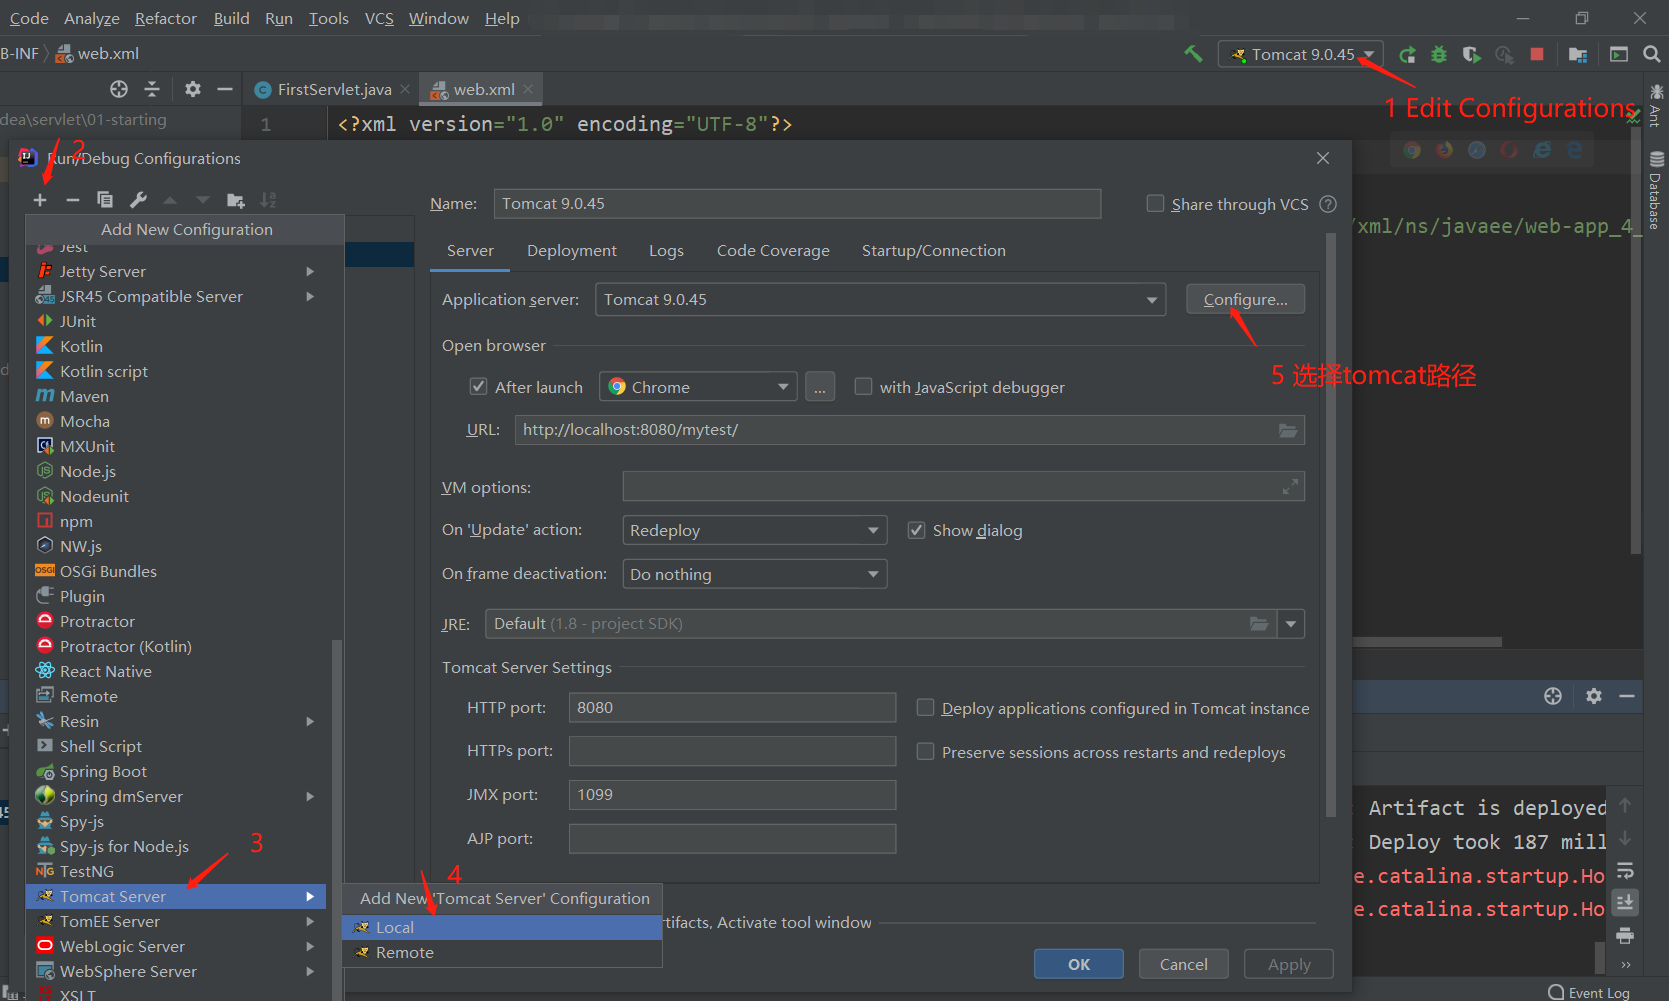 Code Analyze Refactor Build Run Tools VCS Window Help
B-INF web.xml
Tomcat 9.0.45
1 Edit Configurations
FirstServlet.java
web.xml
dea\servlet\01-starting
1 <?xml version="1.0" encoding="UTF-8"?>
/xml/ns/javaee/web-app_4_
Ant
Database
2
Run/Debug Configurations
Add New Configuration
Jest
Jetty Server
JSR45 Compatible Server
JUnit
Kotlin
Kotlin script
Maven
Mocha
MXUnit
Node.js
Nodeunit
npm
NW.js
OSGi Bundles
Plugin
Protractor
Protractor (Kotlin)
React Native
Remote
Resin
Shell Script
Spring Boot
Spring dmServer
Spy-js
Spy-js for Node.js
3
TestNG
Tomcat Server
TomEE Server
WebLogic Server
WebSphere Server
XSLT
4
Add New 'Tomcat Server' Configuration
Local
Remote
Name: Tomcat 9.0.45
Share through VCS
Server Deployment Logs Code Coverage Startup/Connection
Application server: Tomcat 9.0.45 Configure...
5 选择tomcat路径
Open browser
After launch Chrome ... with JavaScript debugger
URL: http://localhost:8080/mytest/
VM options:
On 'Update' action: Redeploy Show dialog
On frame deactivation: Do nothing
JRE: Default (1.8 - project SDK)
Tomcat Server Settings
HTTP port: 8080 Deploy applications configured in Tomcat instance
HTTPs port: Preserve sessions across restarts and redeploys
JMX port: 1099
AJP port:
rtifacts, Activate tool window
OK Cancel Apply
Artifact is deployed
Deploy took 187 mill
e.catalina.startup.Ho
e.catalina.startup.Ho
Event Log